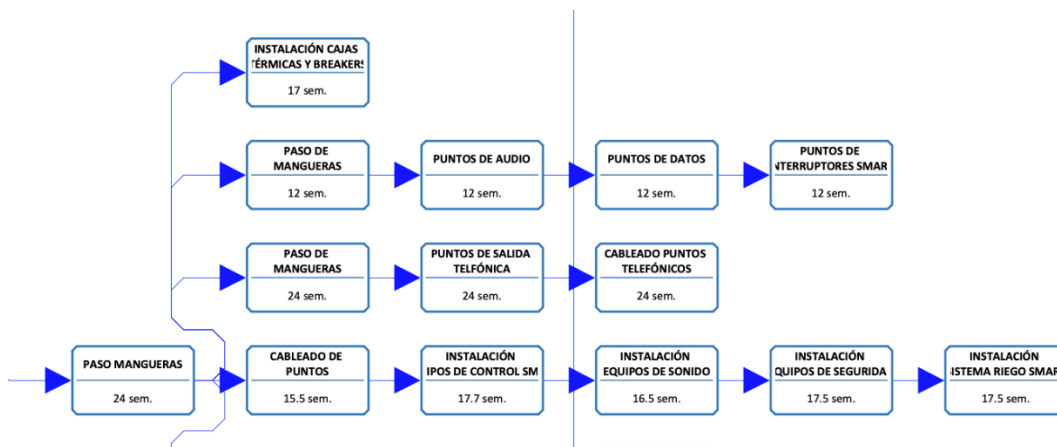 INSTALACIÓN CAJAS
TÉRMICAS Y BREAKERS
17 sem.
PASO DE
MANGUERAS
12 sem.
PUNTOS DE AUDIO
12 sem.
PUNTOS DE DATOS
12 sem.
PUNTOS DE
NTERRUPTORES SMAR
12 sem.
PASO DE
MANGUERAS
24 sem.
PUNTOS DE SALIDA
TELFÓNICA
24 sem.
CABLEADO PUNTOS
TELEFÓNICOS
24 sem.
PASO MANGUERAS
24 sem.
CABLEADO DE
PUNTOS
15.5 sem.
INSTALACIÓN
IPOS DE CONTROL SM
17.7 sem.
INSTALACIÓN
EQUIPOS DE SONIDO
16.5 sem.
INSTALACIÓN
QUIPOS DE SEGURIDA
17.5 sem.
INSTALACIÓN
ISTEMA RIEGO SMAR
17.5 sem.